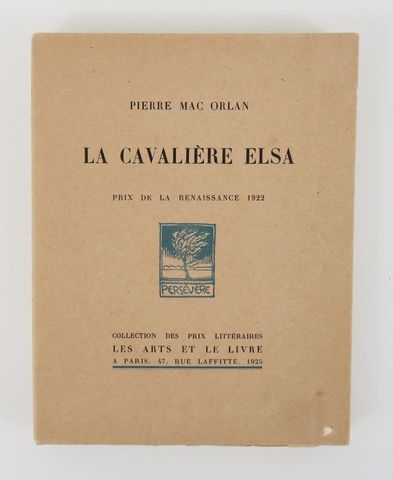 PIERRE MAC ORLAN
LA CAVALIÈRE ELSA
PRIX DE LA RENAISSANCE 1922
PERSEVERE
COLLECTION DES PRIX LITTÉRAIRES
LES ARTS ET LE LIVRE
A PARIS, 47, RUE LAFFITTE, 1925